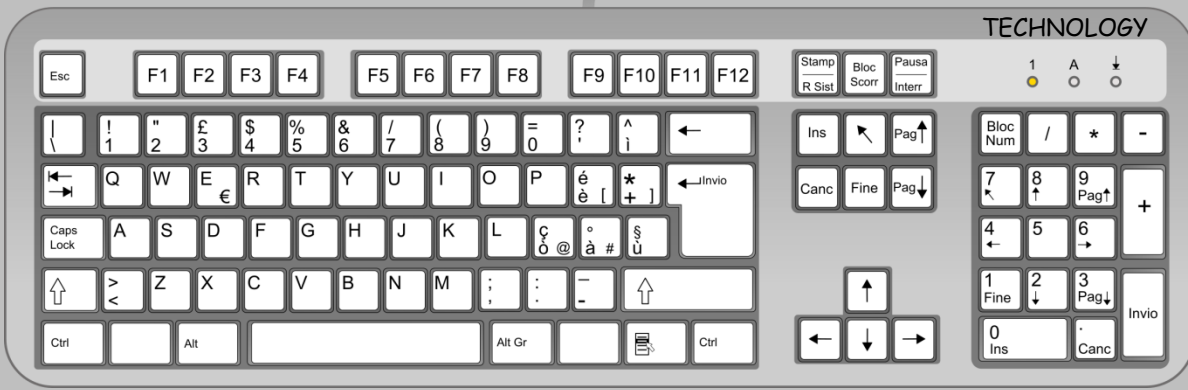 TECHNOLOGY
Esc F1 F2 F3 F4 F5 F6 F7 F8 F9 F10 F11 F12 Stamp R Sist Bloc Scorr Pausa Interr 1 A ↓
| \ ! 1 " 2 £ 3 $ 4 % 5 & 6 / 7 ( 8 ) 9 = 0 ? ' ^ ì ← Ins ↖ Pag↑ Bloc Num / * -
Q W E € R T Y U I O P é è [ * + ] Invio Canc Fine Pag↓ 7 ↖ 8 ↑ 9 Pag↑ +
Caps Lock A S D F G H J K L ç ò @ ° à # § ù 4 ← 5 6 →
⇧ > < Z X C V B N M ; , : . _ - ⇧ ↑ 1 Fine 2 ↓ 3 Pag↓ Invio
Ctrl Alt Alt Gr Ctrl ← ↓ → 0 Ins . Canc